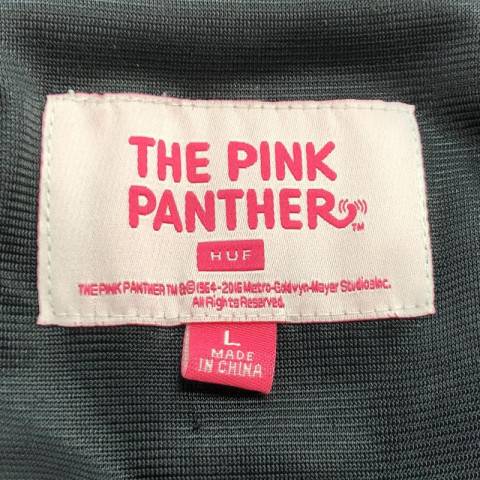 THE PINK
PANTHER
TM
HUF
THE PINK PANTHER TM & © 1964-2016 Metro-Goldwyn-Mayer Studios Inc.
All Rights Reserved.
L
MADE
IN CHINA